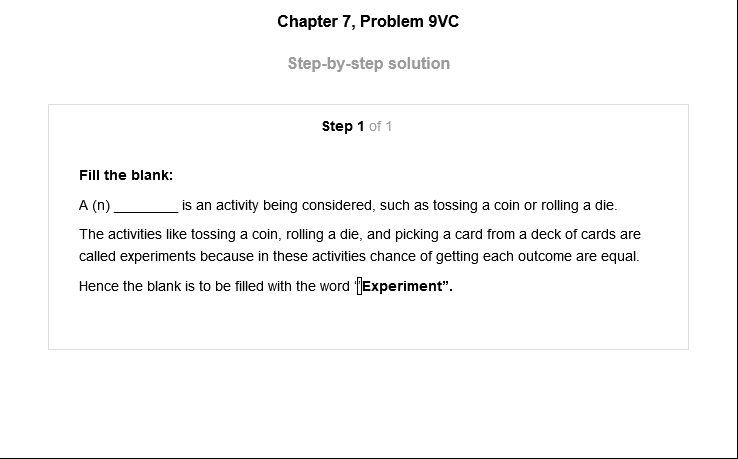 Chapter 7, Problem 9VC
Step-by-step solution
Step 1 of 1
Fill the blank:
A (n) ________ is an activity being considered, such as tossing a coin or rolling a die.
The activities like tossing a coin, rolling a die, and picking a card from a deck of cards are
called experiments because in these activities chance of getting each outcome are equal.
Hence the blank is to be filled with the word “Experiment”.